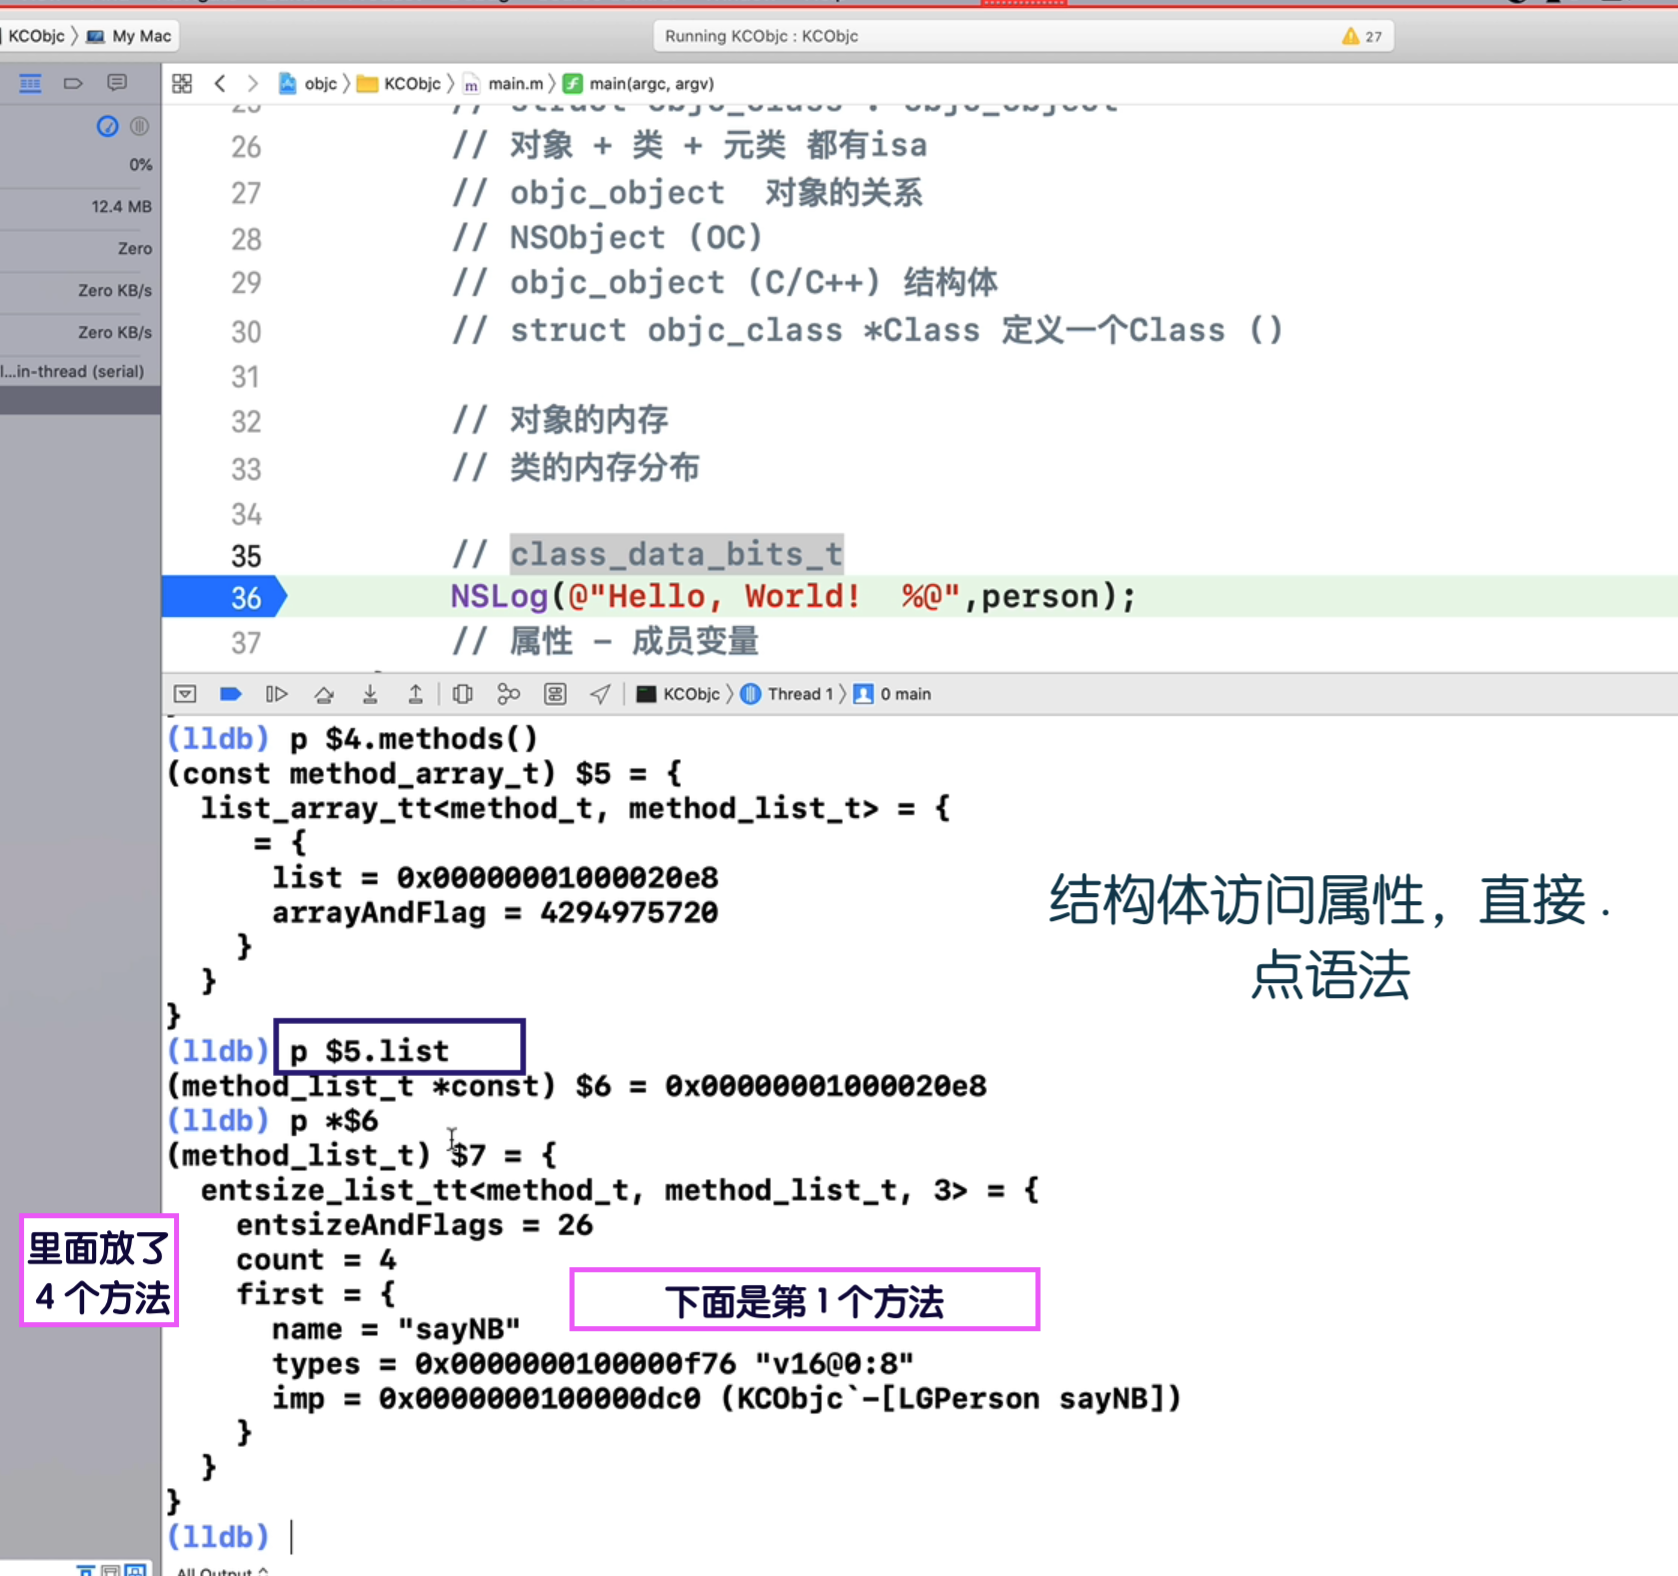 KCObjc 〉 My Mac
Running KCObjc : KCObjc
27
objc 〉 KCObjc 〉 main.m 〉 main(argc, argv)
0%
12.4 MB
Zero
Zero KB/s
Zero KB/s
l...in-thread (serial)
25 // struct objc_class : objc_object
26 // 对象 + 类 + 元类 都有isa
27 // objc_object 对象的关系
28 // NSObject (OC)
29 // objc_object (C/C++) 结构体
30 // struct objc_class *Class 定义一个Class ()
31
32 // 对象的内存
33 // 类的内存分布
34
35 // class_data_bits_t
36 NSLog(@"Hello, World!  %@",person);
37 // 属性 - 成员变量
KCObjc 〉 Thread 1 〉 0 main
(lldb) p $4.methods()
(const method_array_t) $5 = {
list_array_tt<method_t, method_list_t> = {
= {
list = 0x00000001000020e8
arrayAndFlag = 4294975720
}
}
}
结构体访问属性，直接 .
点语法
(lldb) p $5.list
(method_list_t *const) $6 = 0x00000001000020e8
(lldb) p *$6
(method_list_t) $7 = {
entsize_list_tt<method_t, method_list_t, 3> = {
entsizeAndFlags = 26
count = 4
first = {
里面放了
4 个方法
下面是第1个方法
name = "sayNB"
types = 0x0000000100000f76 "v16@0:8"
imp = 0x0000000100000dc0 (KCObjc`-[LGPerson sayNB])
}
}
}
(lldb)
All Output